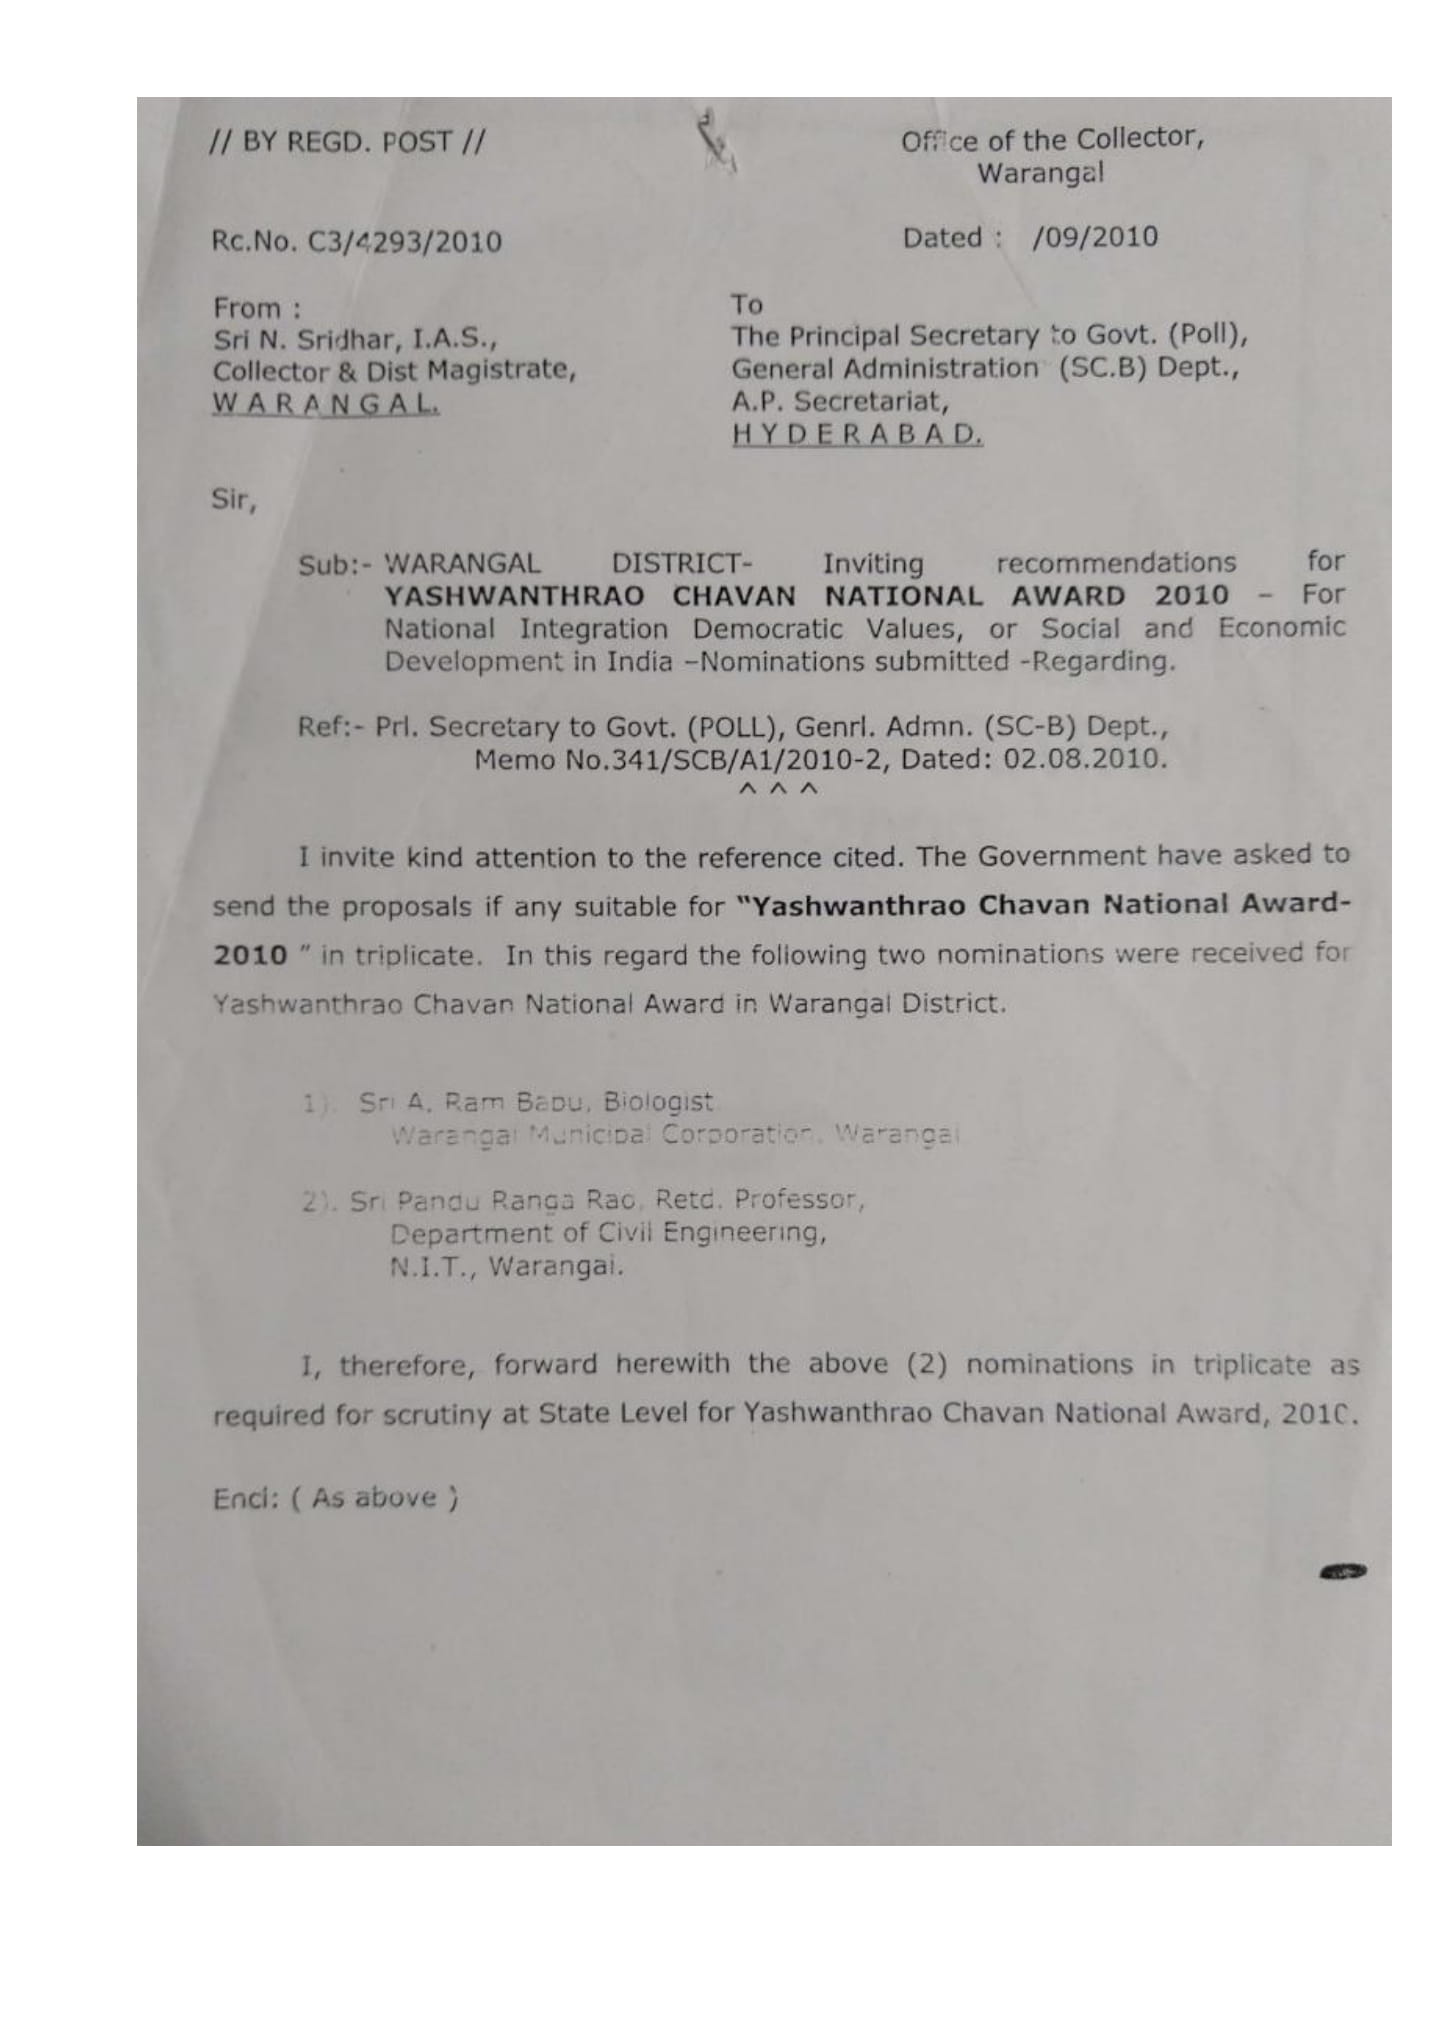 // BY REGD. POST //
Office of the Collector,
Warangal
Rc.No. C3/4293/2010
Dated : /09/2010
From :
Sri N. Sridhar, I.A.S.,
Collector & Dist Magistrate,
WARANGAL.
To
The Principal Secretary to Govt. (Poll),
General Administration (SC.B) Dept.,
A.P. Secretariat,
HYDERABAD.
Sir,
Sub:- WARANGAL DISTRICT- Inviting recommendations for
YASHWANTHRAO CHAVAN NATIONAL AWARD 2010 – For
National Integration Democratic Values, or Social and Economic
Development in India –Nominations submitted -Regarding.
Ref:- Prl. Secretary to Govt. (POLL), Genrl. Admn. (SC-B) Dept.,
Memo No.341/SCB/A1/2010-2, Dated: 02.08.2010.
^ ^ ^
I invite kind attention to the reference cited. The Government have asked to
send the proposals if any suitable for "Yashwanthrao Chavan National Award-
2010 " in triplicate. In this regard the following two nominations were received for
Yashwanthrao Chavan National Award in Warangal District.
1). Sri A. Ram Babu, Biologist
Warangal Municipal Corporation, Warangal
2). Sri Pandu Ranga Rao, Retd. Professor,
Department of Civil Engineering,
N.I.T., Warangal.
I, therefore, forward herewith the above (2) nominations in triplicate as
required for scrutiny at State Level for Yashwanthrao Chavan National Award, 2010.
Encl: ( As above )